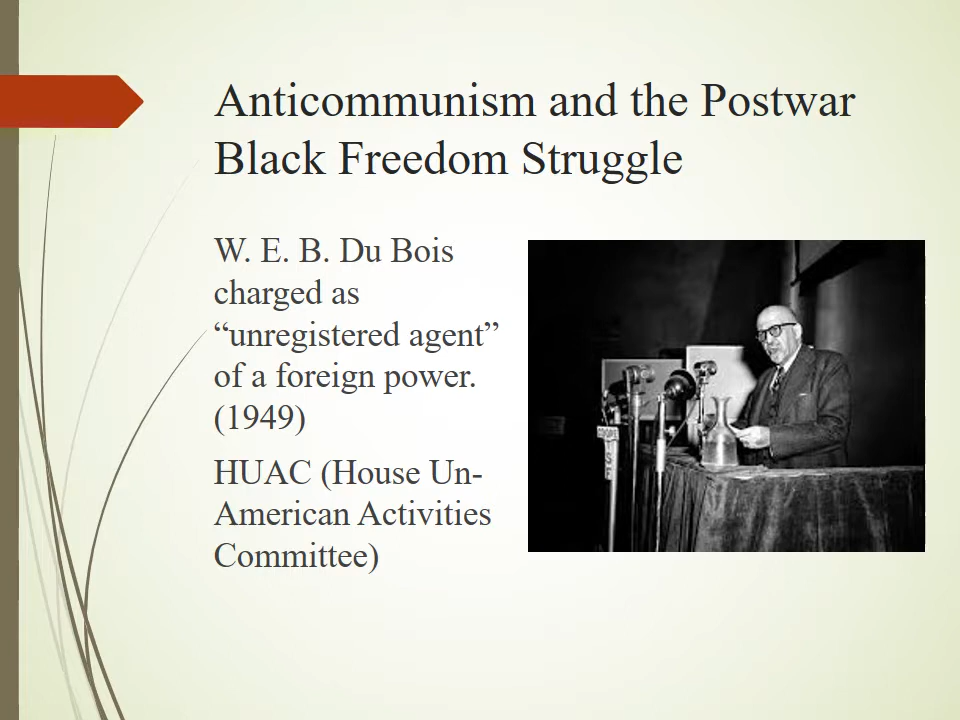 Anticommunism and the Postwar
Black Freedom Struggle
W. E. B. Du Bois
charged as
“unregistered agent”
of a foreign power.
(1949)
HUAC (House Un-
American Activities
Committee)